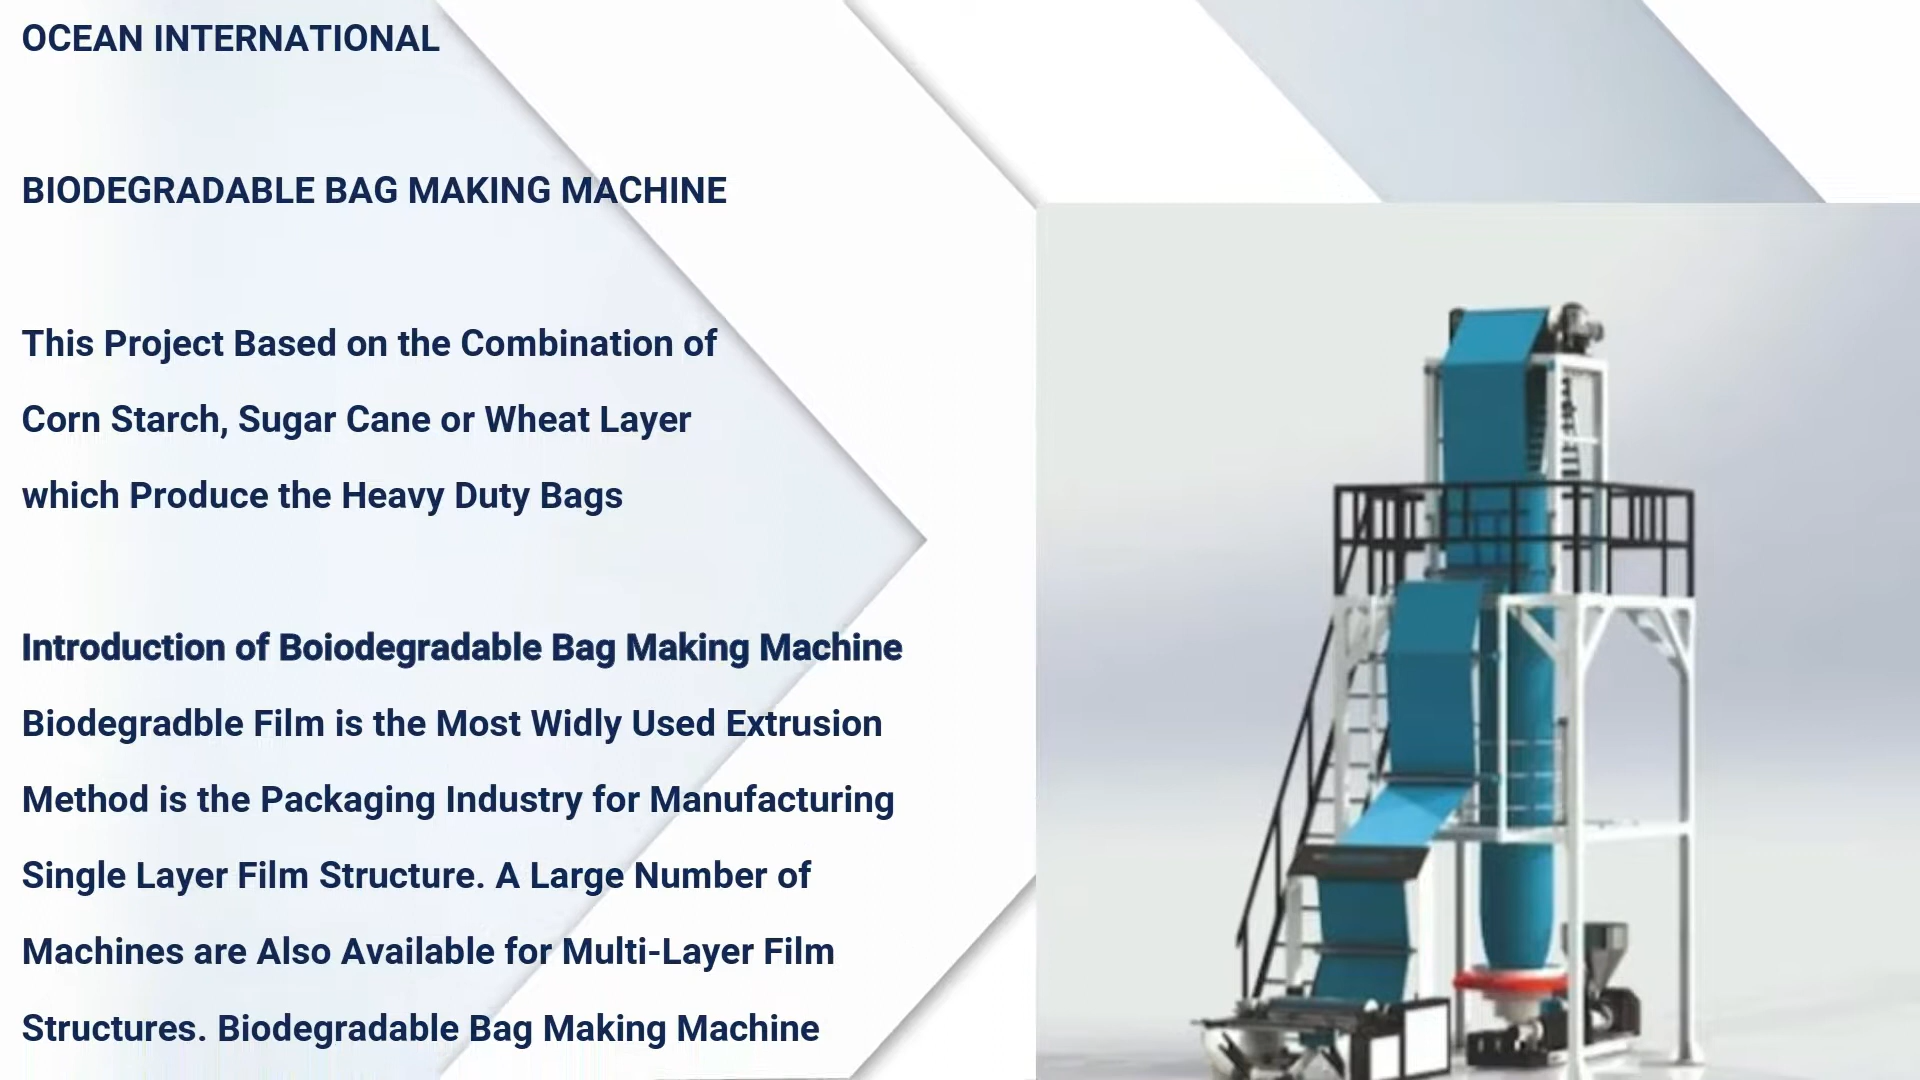 OCEAN INTERNATIONAL
BIODEGRADABLE BAG MAKING MACHINE
This Project Based on the Combination of
Corn Starch, Sugar Cane or Wheat Layer
which Produce the Heavy Duty Bags
Introduction of Boiodegradable Bag Making Machine
Biodegradble Film is the Most Widly Used Extrusion
Method is the Packaging Industry for Manufacturing
Single Layer Film Structure. A Large Number of
Machines are Also Available for Multi-Layer Film
Structures. Biodegradable Bag Making Machine